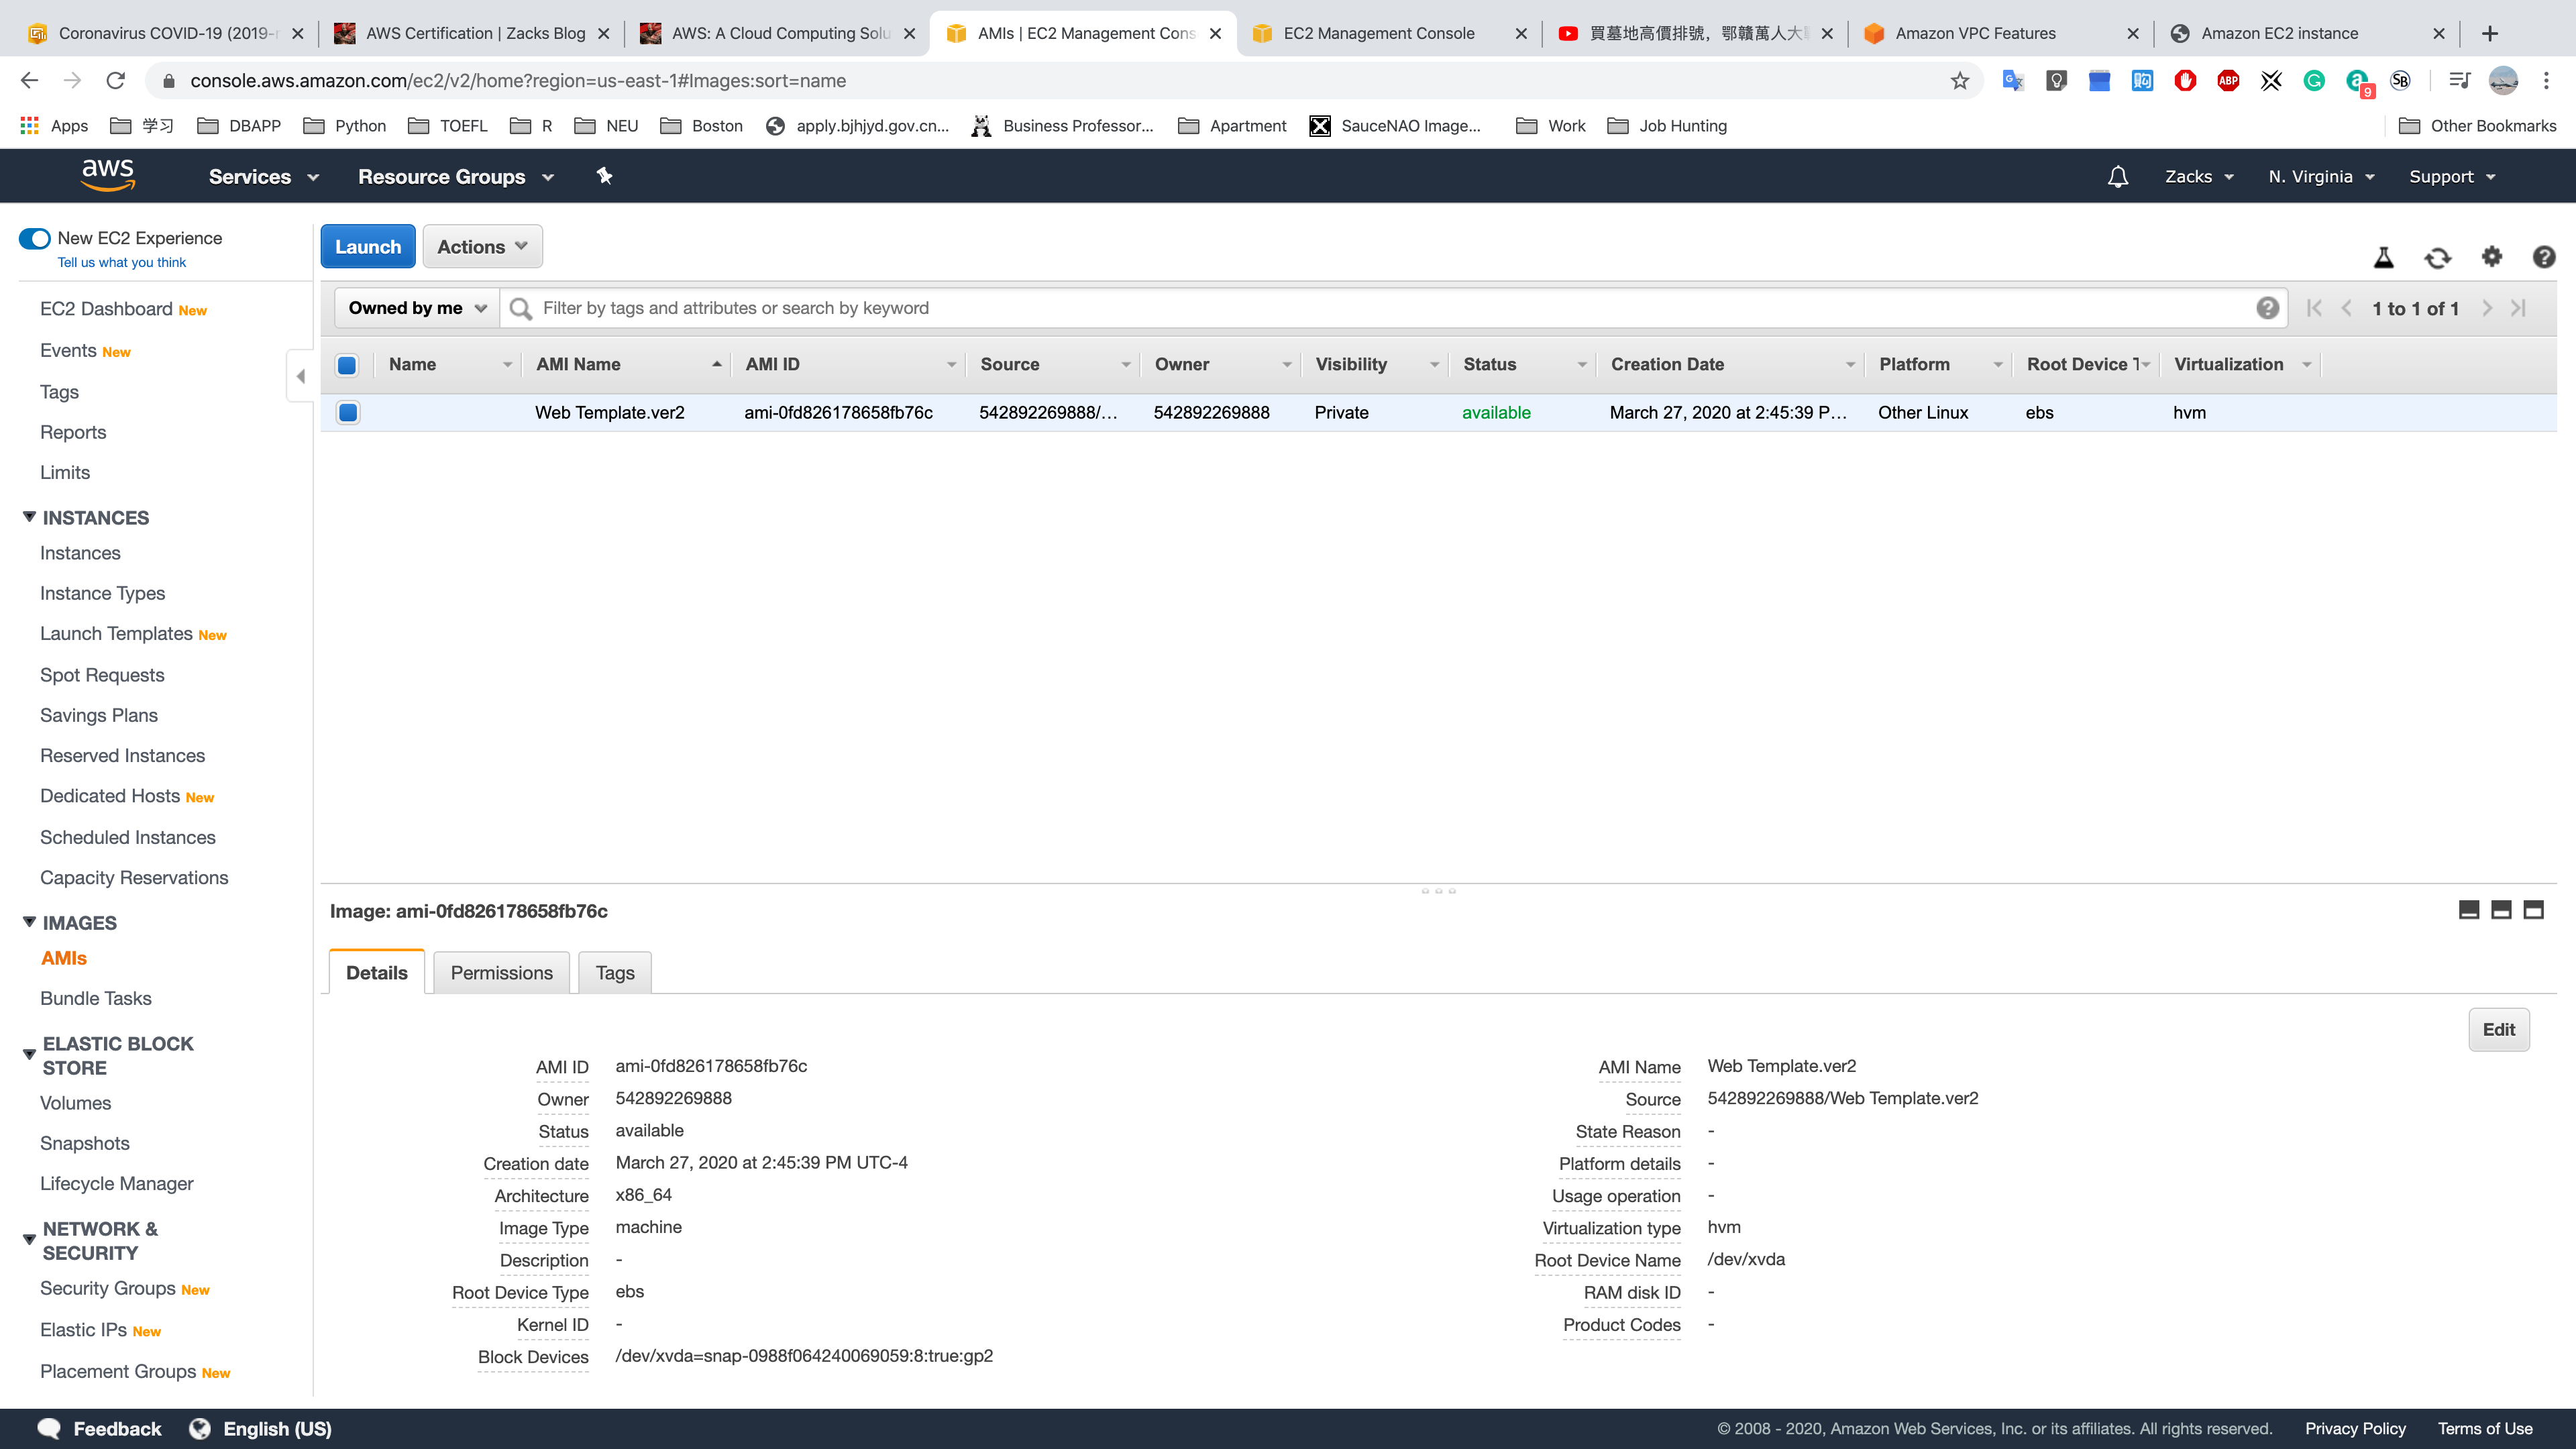 Coronavirus COVID-19 (2019-
AWS Certification | Zacks Blog
AWS: A Cloud Computing Solu
AMIs | EC2 Management Cons
EC2 Management Console
買墓地高價排號，鄂贛萬人大
Amazon VPC Features
Amazon EC2 instance
console.aws.amazon.com/ec2/v2/home?region=us-east-1#Images:sort=name
ABP
9
SB
Apps
学习
DBAPP
Python
TOEFL
R
NEU
Boston
apply.bjhjyd.gov.cn...
Business Professor...
Apartment
SauceNAO Image...
Work
Job Hunting
Other Bookmarks
aws
Services
Resource Groups
Zacks
N. Virginia
Support
New EC2 Experience
Tell us what you think
EC2 Dashboard New
Events New
Tags
Reports
Limits
INSTANCES
Instances
Instance Types
Launch Templates New
Spot Requests
Savings Plans
Reserved Instances
Dedicated Hosts New
Scheduled Instances
Capacity Reservations
IMAGES
AMIs
Bundle Tasks
ELASTIC BLOCK
STORE
Volumes
Snapshots
Lifecycle Manager
NETWORK &
SECURITY
Security Groups New
Elastic IPs New
Placement Groups New
Launch
Actions
Owned by me
Filter by tags and attributes or search by keyword
1 to 1 of 1
Name AMI Name AMI ID Source Owner Visibility Status Creation Date Platform Root Device T Virtualization
Web Template.ver2 ami-0fd826178658fb76c 542892269888/... 542892269888 Private available March 27, 2020 at 2:45:39 P... Other Linux ebs hvm
Image: ami-0fd826178658fb76c
Details
Permissions
Tags
Edit
AMI ID ami-0fd826178658fb76c
Owner 542892269888
Status available
Creation date March 27, 2020 at 2:45:39 PM UTC-4
Architecture x86_64
Image Type machine
Description -
Root Device Type ebs
Kernel ID -
Block Devices /dev/xvda=snap-0988f064240069059:8:true:gp2
AMI Name Web Template.ver2
Source 542892269888/Web Template.ver2
State Reason -
Platform details -
Usage operation -
Virtualization type hvm
Root Device Name /dev/xvda
RAM disk ID -
Product Codes -
Feedback
English (US)
© 2008 - 2020, Amazon Web Services, Inc. or its affiliates. All rights reserved.
Privacy Policy
Terms of Use